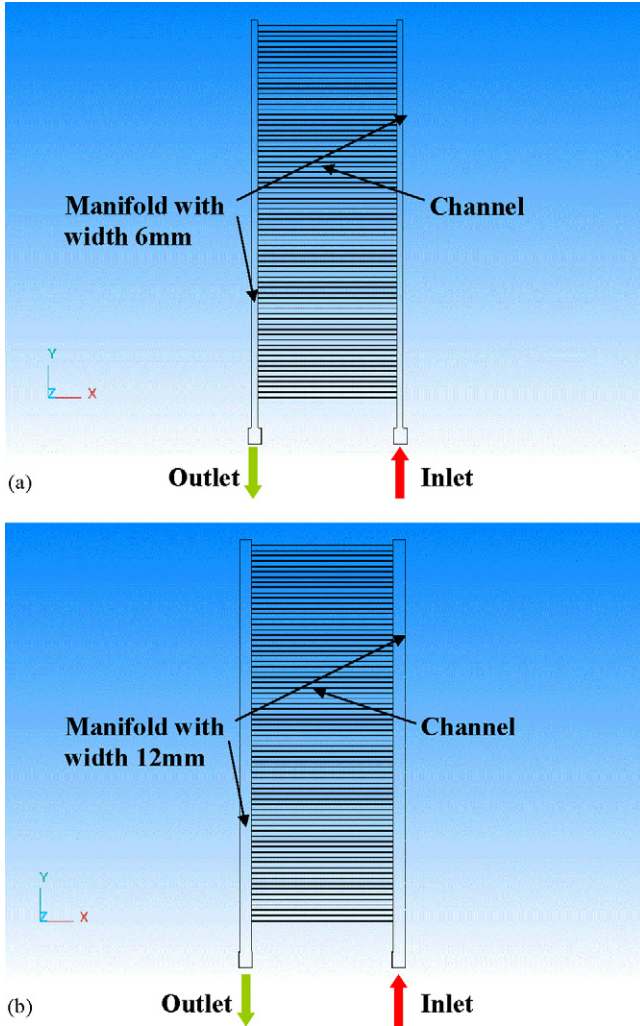 Manifold with
width 6mm
Channel
Y
Z
X
Outlet
Inlet
(a)
Manifold with
width 12mm
Channel
Y
Z
X
Outlet
Inlet
(b)